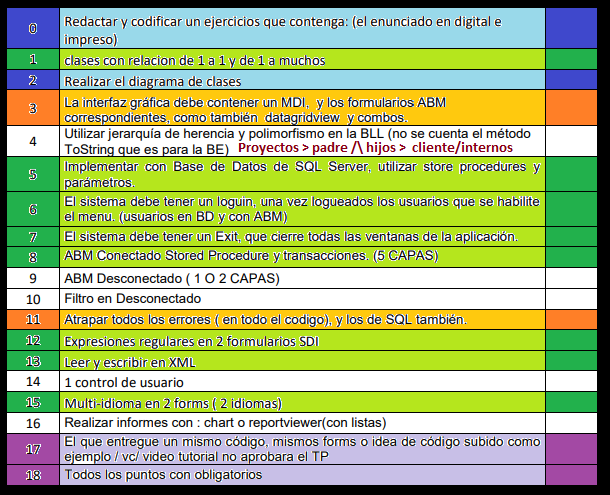 0 Redactar y codificar un ejercicios que contenga: (el enunciado en digital e
impreso)
1 clases con relacion de 1 a 1 y de 1 a muchos
2 Realizar el diagrama de clases
3 La interfaz gráfica debe contener un MDI, y los formularios ABM
correspondientes, como también datagridview y combos.
4 Utilizar jerarquía de herencia y polimorfismo en la BLL (no se cuenta el método
ToString que es para la BE) Proyectos > padre /\ hijos > cliente/internos
5 Implementar con Base de Datos de SQL Server, utilizar store procedures y
parámetros.
6 El sistema debe tener un loguin, una vez logueados los usuarios que se habilite
el menu. (usuarios en BD y con ABM)
7 El sistema debe tener un Exit, que cierre todas las ventanas de la aplicación.
8 ABM Conectado Stored Procedure y transacciones. (5 CAPAS)
9 ABM Desconectado ( 1 O 2 CAPAS)
10 Filtro en Desconectado
11 Atrapar todos los errores ( en todo el codigo), y los de SQL también.
12 Expresiones regulares en 2 formularios SDI
13 Leer y escribir en XML
14 1 control de usuario
15 Multi-idioma en 2 forms ( 2 idiomas)
16 Realizar informes con : chart o reportviewer(con listas)
17 El que entregue un mismo código, mismos forms o idea de código subido como
ejemplo / vc/ video tutorial no aprobara el TP
18 Todos los puntos con obligatorios